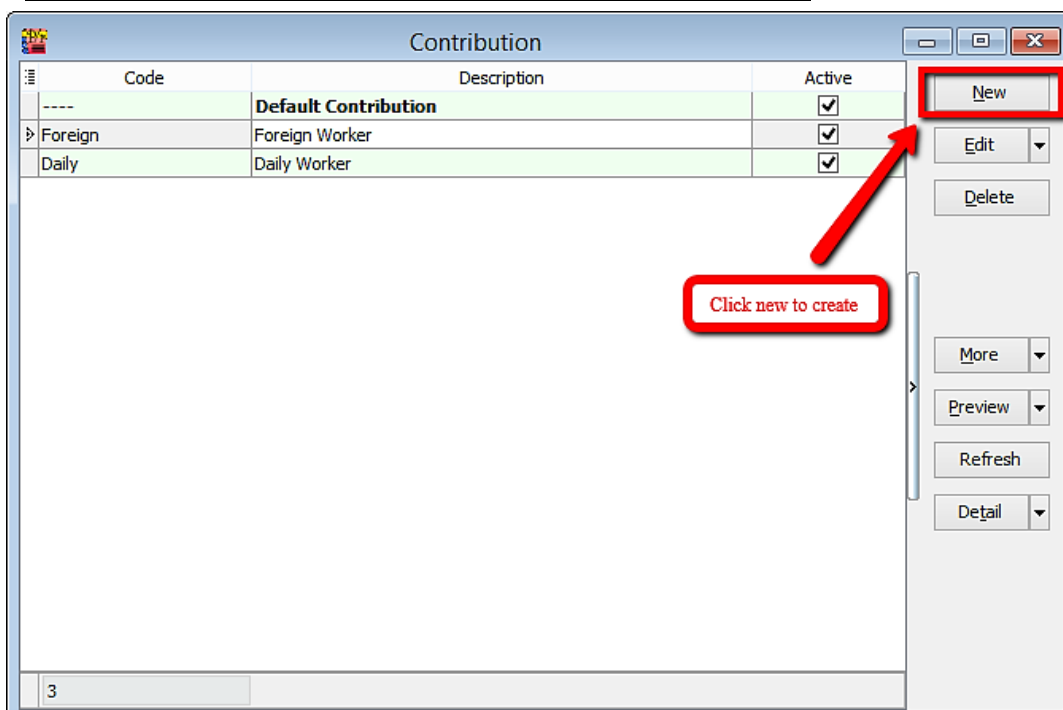 Contribution
Code Description Active
---- Default Contribution
Foreign Foreign Worker
Daily Daily Worker
New
Edit
Delete
Click new to create
More
Preview
Refresh
Detail
3